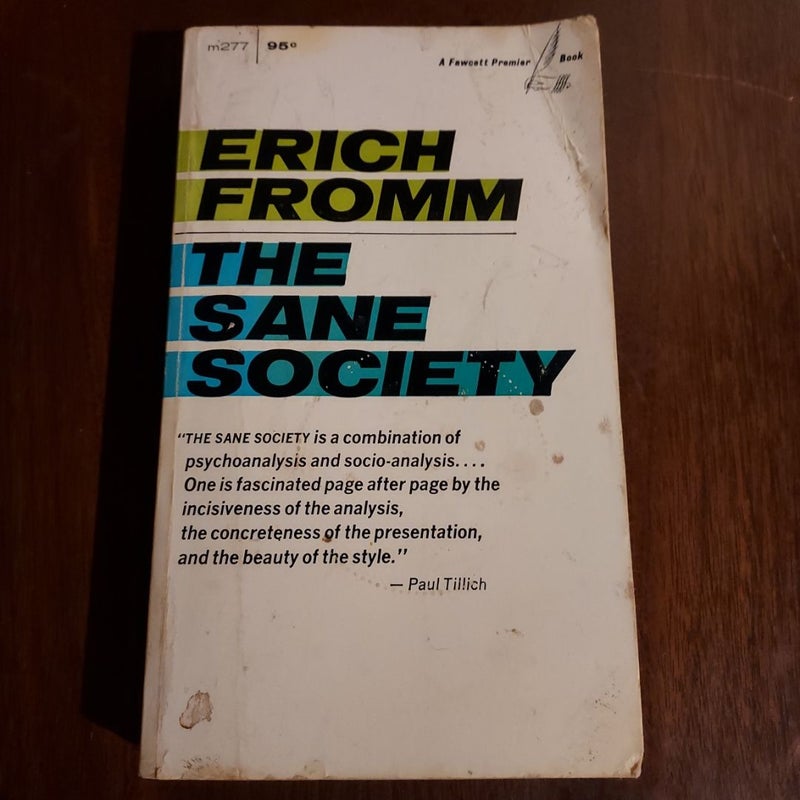 m277 95¢
A Fawcett Premier Book
ERICH
FROMM
THE
SANE
SOCIETY
“THE SANE SOCIETY is a combination of
psychoanalysis and socio-analysis....
One is fascinated page after page by the
incisiveness of the analysis,
the concreteness of the presentation,
and the beauty of the style.”
— Paul Tillich